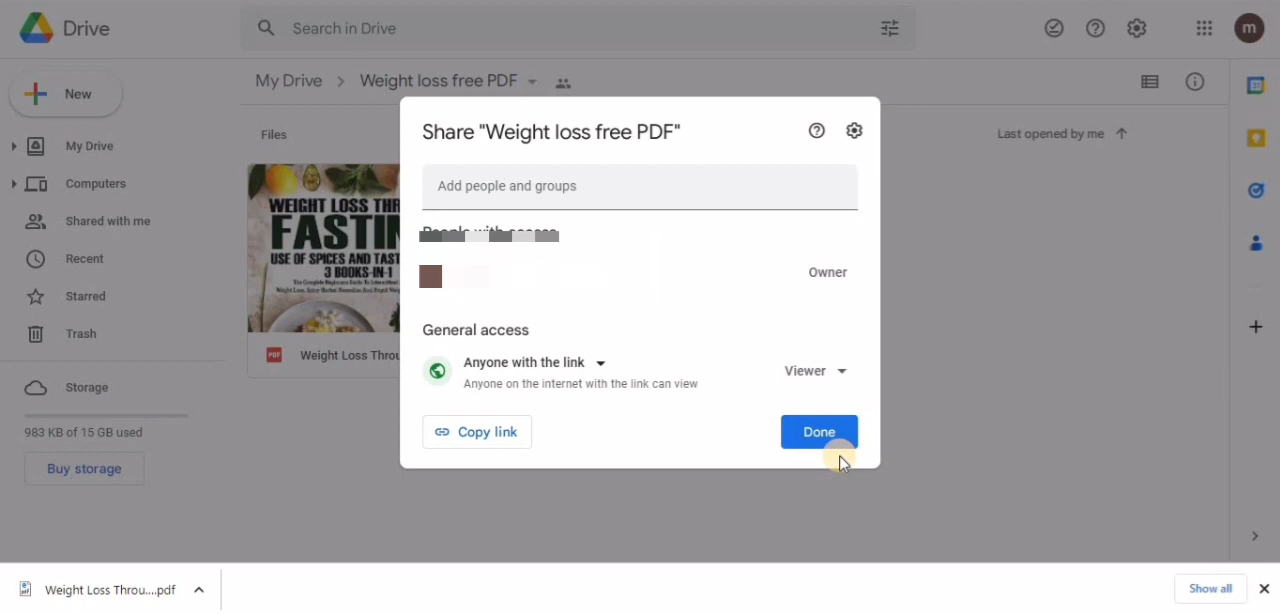 Drive
Search in Drive
m
My Drive > Weight loss free PDF
New
Share "Weight loss free PDF"
Files
Last opened by me
My Drive
Computers
Shared with me
Recent
Starred
Trash
Storage
983 KB of 15 GB used
Buy storage
WEIGHT LOSS THR
FASTIN
USE OF SPICES AND TAST
3 BOOKS-IN-1
PDF
Weight Loss Throu
Add people and groups
People with access
Owner
General access
Anyone with the link
Anyone on the internet with the link can view
Viewer
Copy link
Done
Weight Loss Throu....pdf
Show all